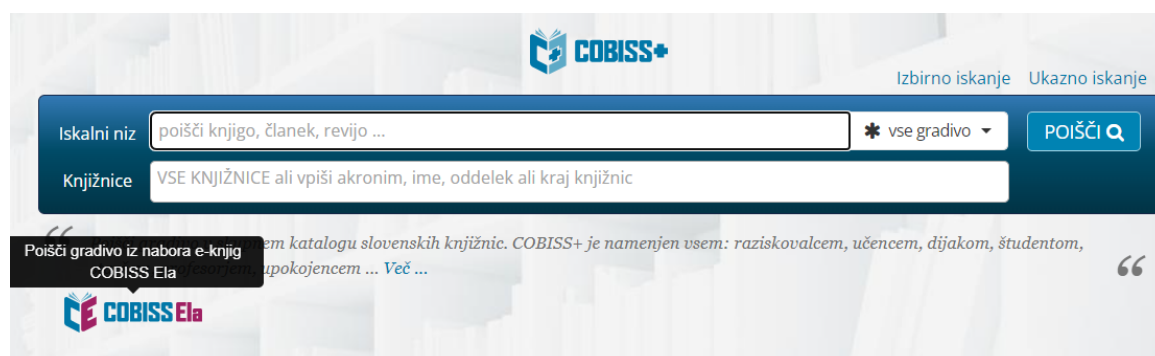 COBISS+
Izbirno iskanje Ukazno iskanje
Iskalni niz poišči knjigo, članek, revijo ... ✱ vse gradivo POIŠČI
Knjižnice VSE KNJIŽNICE ali vpiši akronim, ime, oddelek ali kraj knjižnic
katalogu slovenskih knjižnic. COBISS+ je namenjen vsem: raziskovalcem, učencem, dijakom, študentom,
upokojencem ... Več ...
Poišči gradivo iz nabora e-knjig
COBISS Ela
COBISS Ela